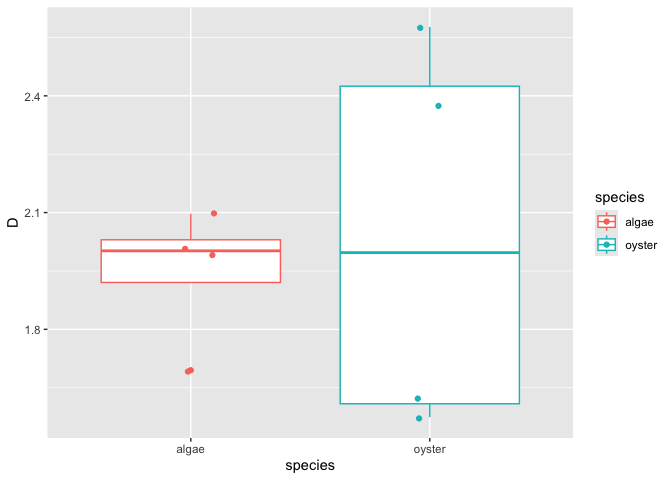 2.4
2.1
1.8
D
algae
oyster
species
species
algae
oyster